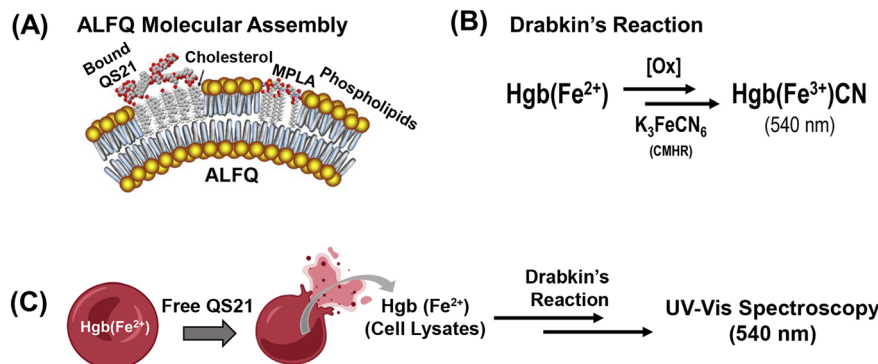 (A) ALFQ Molecular Assembly
Bound
QS21
Cholesterol
MPLA
Phospholipids
ALFQ
(B) Drabkin's Reaction
Hgb(Fe²⁺)
[Ox]
K₃FeCN₆
(CMHR)
Hgb(Fe³⁺)CN
(540 nm)
(C)
Hgb(Fe²⁺)
Free QS21
Hgb (Fe²⁺)
(Cell Lysates)
Drabkin's
Reaction
UV-Vis Spectroscopy
(540 nm)